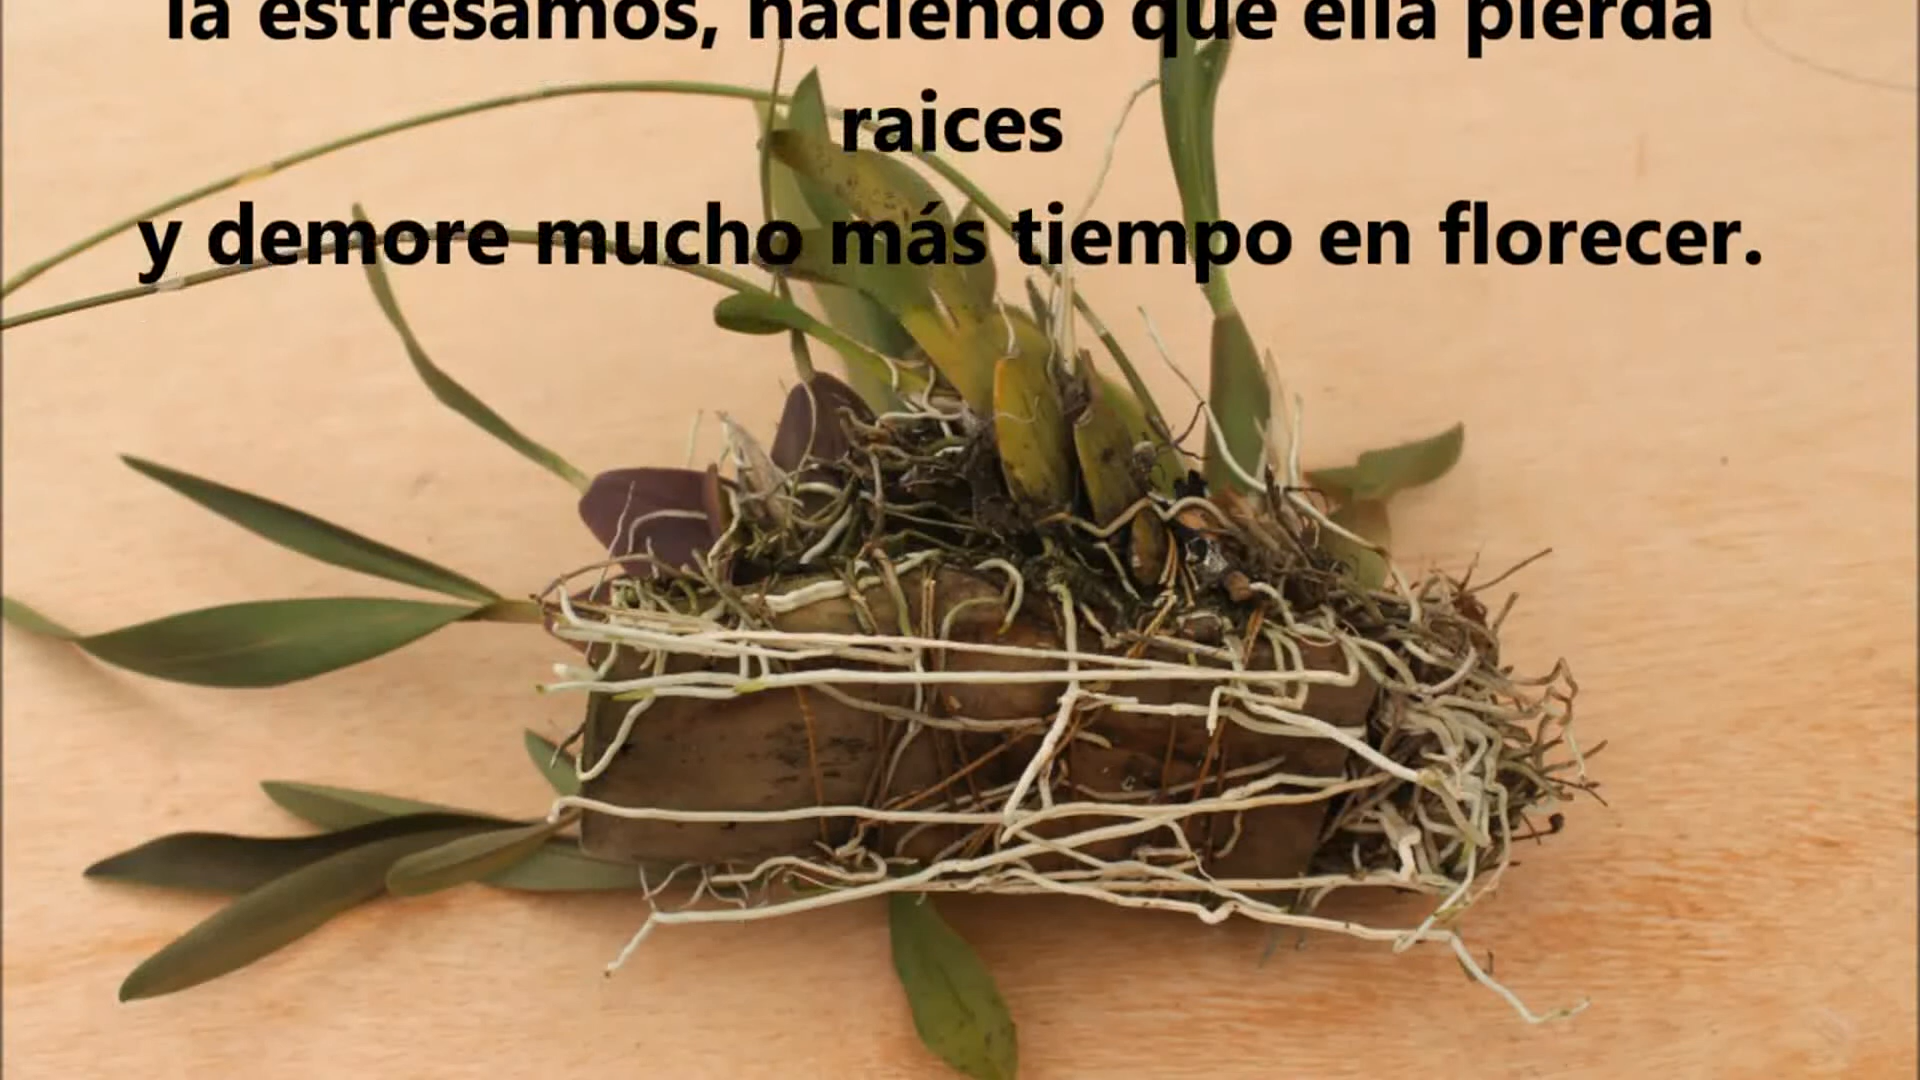 la estresamos, haciendo que ella pierda
raices
y demore mucho más tiempo en florecer.